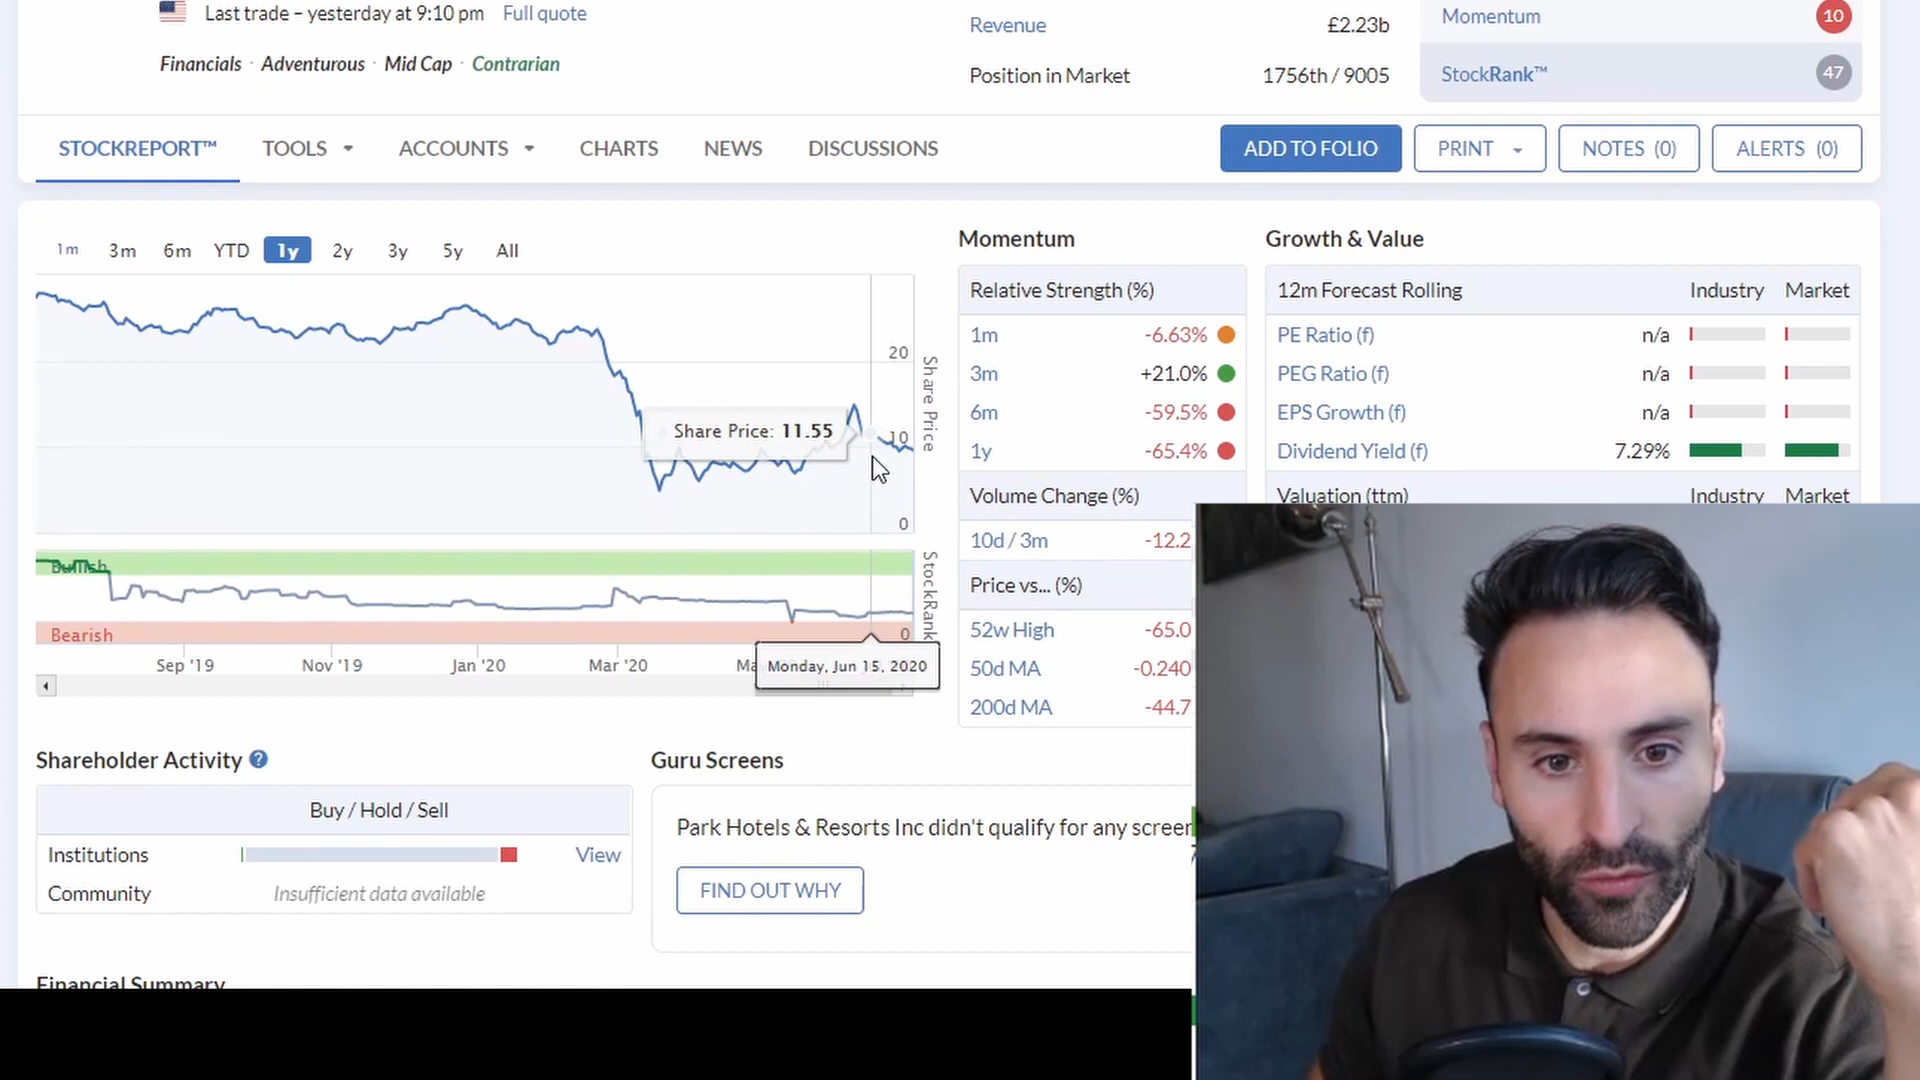 Last trade – yesterday at 9:10 pm Full quote
Financials · Adventurous · Mid Cap · Contrarian
Revenue £2.23b
Position in Market 1756th / 9005
Momentum 10
StockRank™ 47
STOCKREPORT™ TOOLS ACCOUNTS CHARTS NEWS DISCUSSIONS
ADD TO FOLIO PRINT NOTES (0) ALERTS (0)
1m 3m 6m YTD 1y 2y 3y 5y All
20
10
0
Share Price
Share Price: 11.55
Bullish
Bearish
0
StockRank
Sep '19 Nov '19 Jan '20 Mar '20
Monday, Jun 15, 2020
Momentum
Relative Strength (%)
1m -6.63%
3m +21.0%
6m -59.5%
1y -65.4%
Volume Change (%)
10d / 3m -12.2
Price vs... (%)
52w High -65.0
50d MA -0.240
200d MA -44.7
Growth & Value
12m Forecast Rolling Industry Market
PE Ratio (f) n/a
PEG Ratio (f) n/a
EPS Growth (f) n/a
Dividend Yield (f) 7.29%
Valuation (ttm) Industry Market
Shareholder Activity ?
Buy / Hold / Sell
Institutions View
Community Insufficient data available
Guru Screens
Park Hotels & Resorts Inc didn't qualify for any screen
FIND OUT WHY
Financial Summary